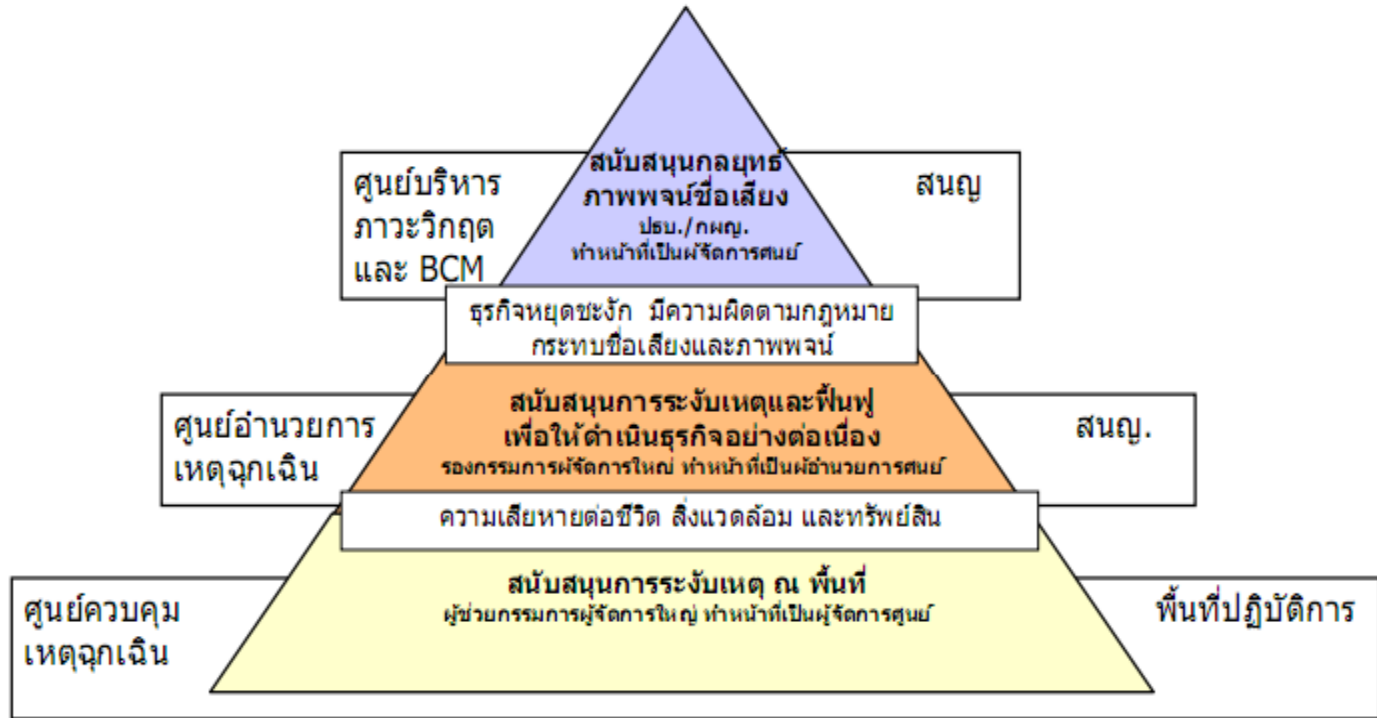 ศูนย์บริหาร
ภาวะวิกฤต
และ BCM
สนับสนุนกลยุทธ์
ภาพพจน์ชื่อเสียง
ปธบ./กผญ.
ทำหน้าที่เป็นผู้จัดการศูนย์
สนญ
ธุรกิจหยุดชะงัก มีความผิดตามกฎหมาย
กระทบชื่อเสียงและภาพพจน์
ศูนย์อำนวยการ
เหตุฉุกเฉิน
สนับสนุนการระงับเหตุและฟื้นฟู
เพื่อให้ดำเนินธุรกิจอย่างต่อเนื่อง
รองกรรมการผู้จัดการใหญ่ ทำหน้าที่เป็นผู้อำนวยการศูนย์
สนญ.
ความเสียหายต่อชีวิต สิ่งแวดล้อม และทรัพย์สิน
ศูนย์ควบคุม
เหตุฉุกเฉิน
สนับสนุนการระงับเหตุ ณ พื้นที่
ผู้ช่วยกรรมการผู้จัดการใหญ่ ทำหน้าที่เป็นผู้จัดการศูนย์
พื้นที่ปฏิบัติการ